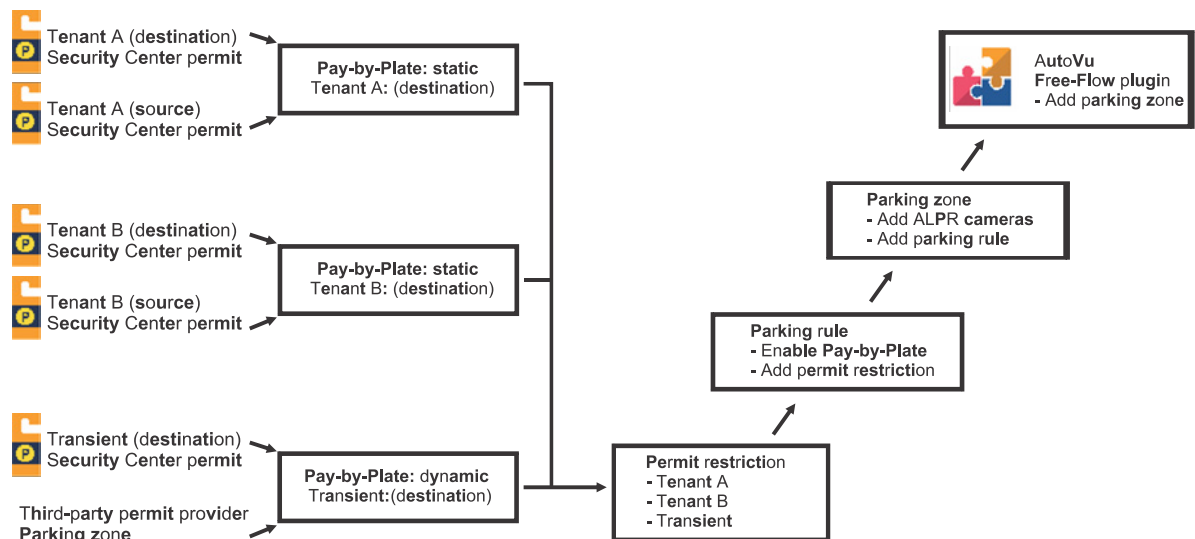 Tenant A (destination)
Security Center permit
Tenant A (source)
Security Center permit
Pay-by-Plate: static
Tenant A: (destination)
Tenant B (destination)
Security Center permit
Tenant B (source)
Security Center permit
Pay-by-Plate: static
Tenant B: (destination)
Transient (destination)
Security Center permit
Third-party permit provider
Parking zone
Pay-by-Plate: dynamic
Transient:(destination)
Permit restriction
- Tenant A
- Tenant B
- Transient
Parking rule
- Enable Pay-by-Plate
- Add permit restriction
Parking zone
- Add ALPR cameras
- Add parking rule
AutoVu
Free-Flow plugin
- Add parking zone
P
P
P
P
P